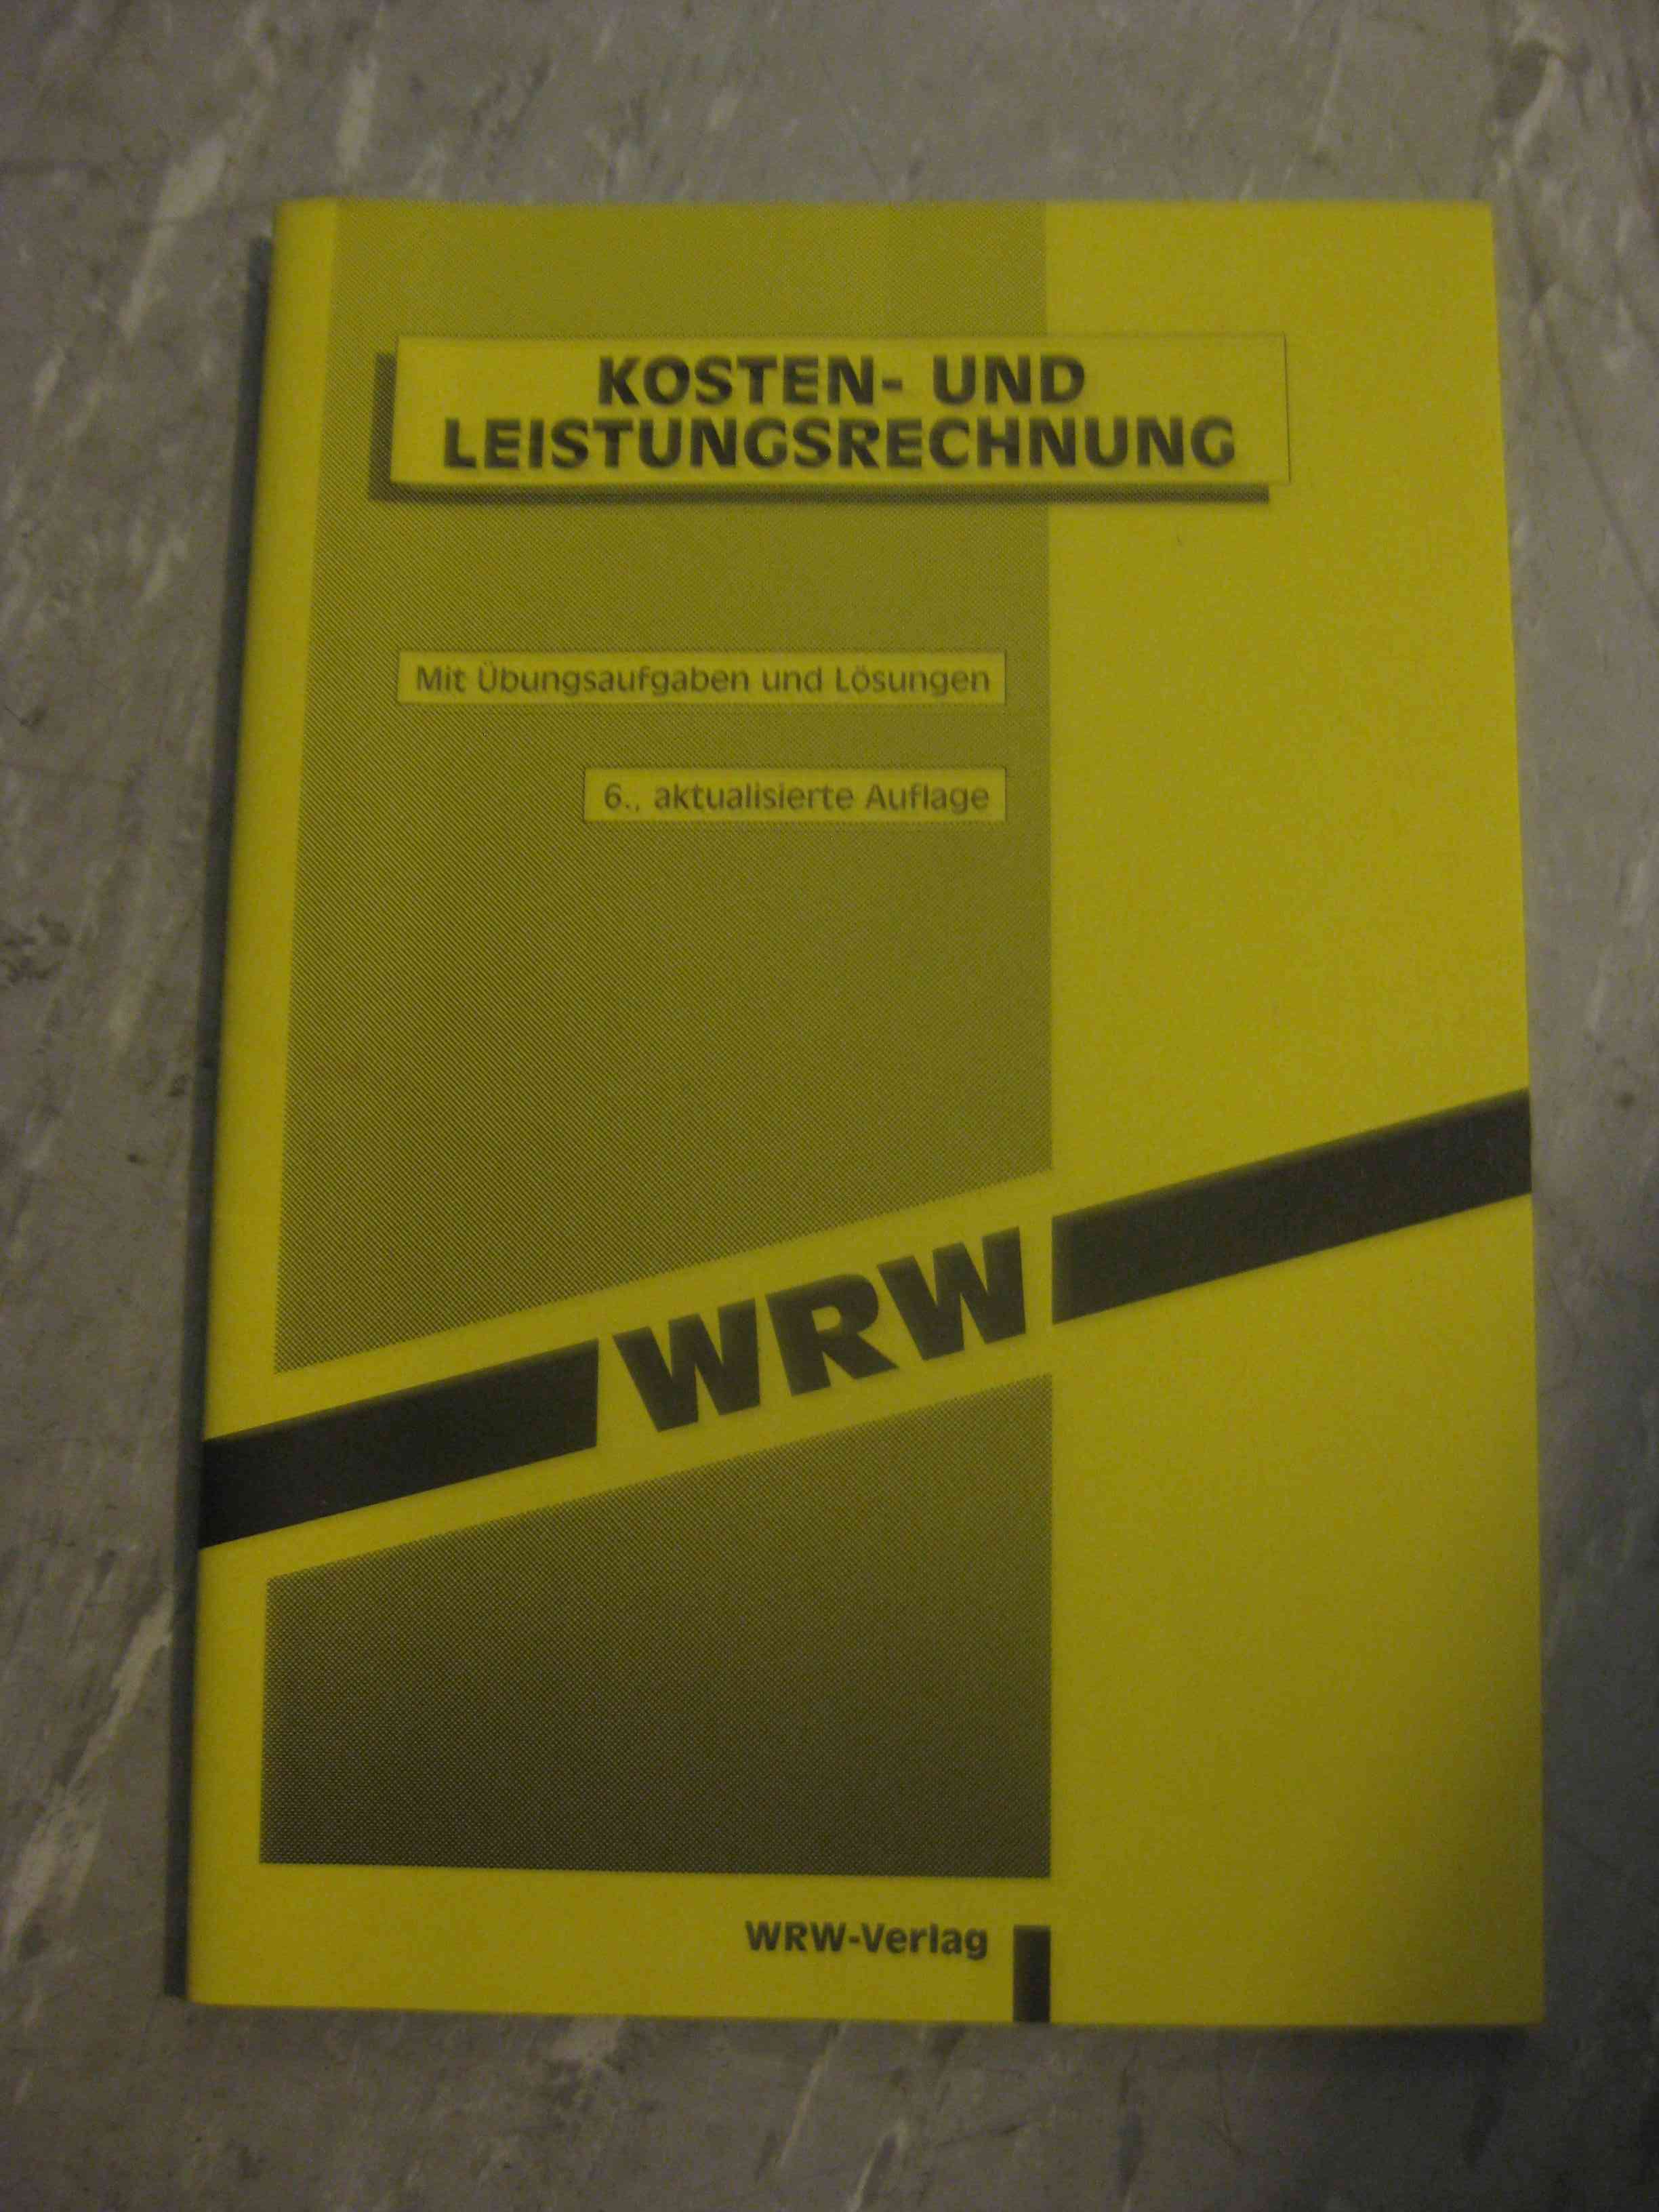 KOSTEN- UND
LEISTUNGSRECHNUNG
Mit Übungsaufgaben und Lösungen
6., aktualisierte Auflage
WRW
WRW-Verlag